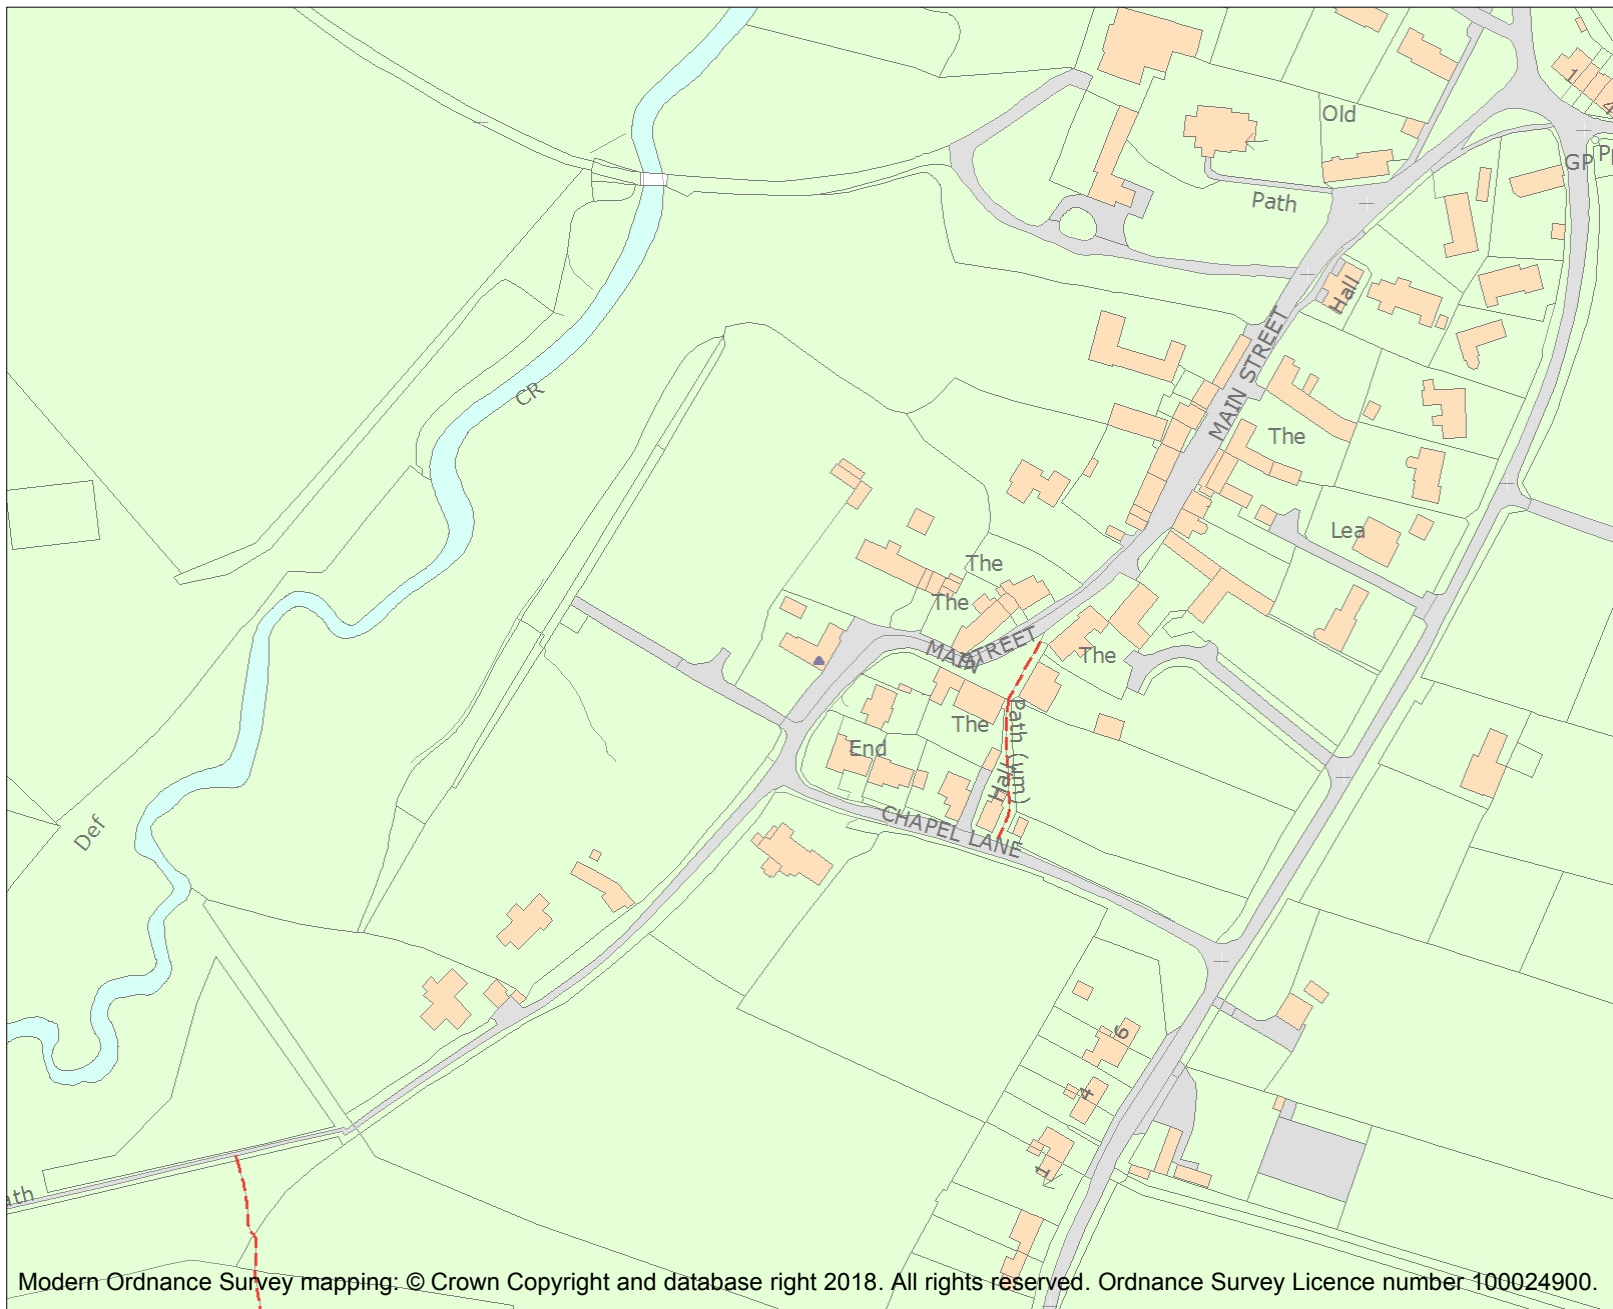 1
4
Old
GP
Path
Hall
CR
MAIN STREET
The
Lea
The
The
MAIN
STREET
The
The
Path (um)
End
Hall
CHAPEL LANE
Def
6
4
1
ath
Modern Ordnance Survey mapping: © Crown Copyright and database right 2018. All rights reserved. Ordnance Survey Licence number 100024900.